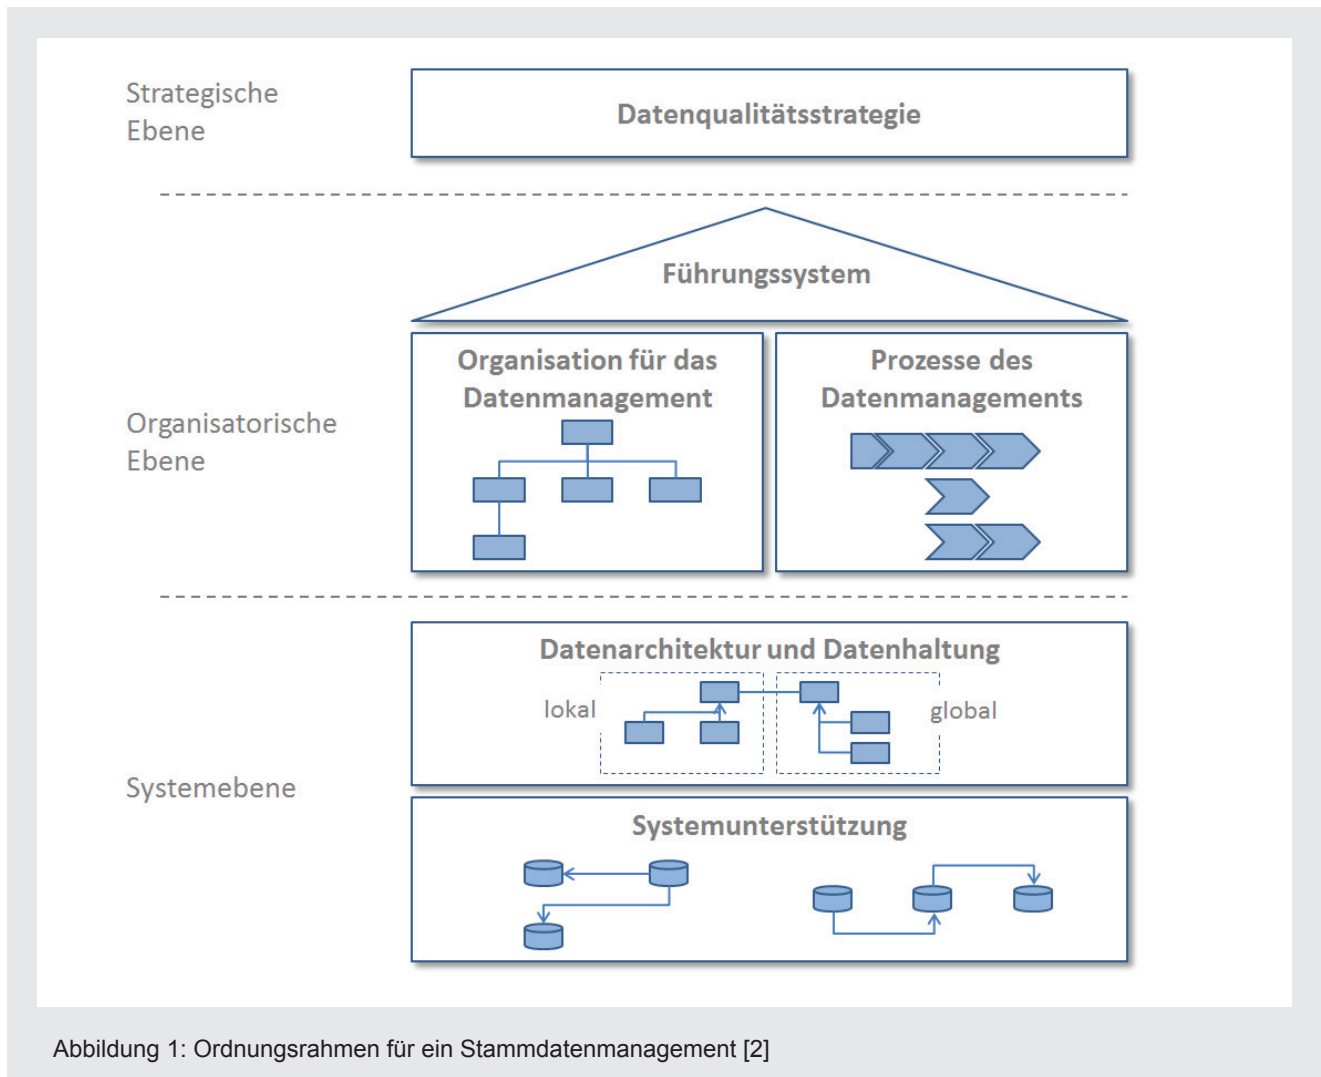 Strategische
Ebene
Datenqualitätsstrategie
Führungssystem
Organisatorische
Ebene
Organisation für das
Datenmanagement
Prozesse des
Datenmanagements
Systemebene
Datenarchitektur und Datenhaltung
lokal
global
Systemunterstützung
Abbildung 1: Ordnungsrahmen für ein Stammdatenmanagement [2]